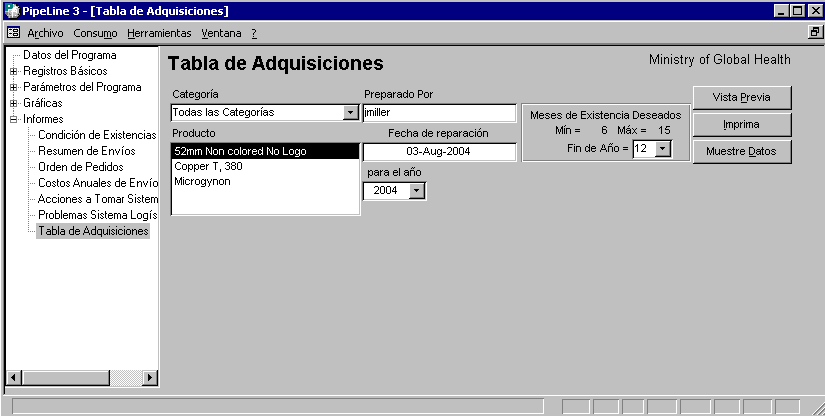 PipeLine 3 - [Tabla de Adquisiciones]
Archivo Consumo Herramientas Ventana ?
Datos del Programa
Registros Básicos
Parámetros del Programa
Gráficas
Informes
Condición de Existencias
Resumen de Envíos
Orden de Pedidos
Costos Anuales de Envío
Acciones a Tomar Sistem
Problemas Sistema Logís
Tabla de Adquisiciones
Tabla de Adquisiciones
Ministry of Global Health
Categoría
Todas las Categorías
Preparado Por
jmiller
Producto
52mm Non colored No Logo
Copper T, 380
Microgynon
Fecha de reparación
03-Aug-2004
para el año
2004
Meses de Existencia Deseados
Mín = 6 Máx = 15
Fin de Año = 12
Vista Previa
Imprima
Muestre Datos